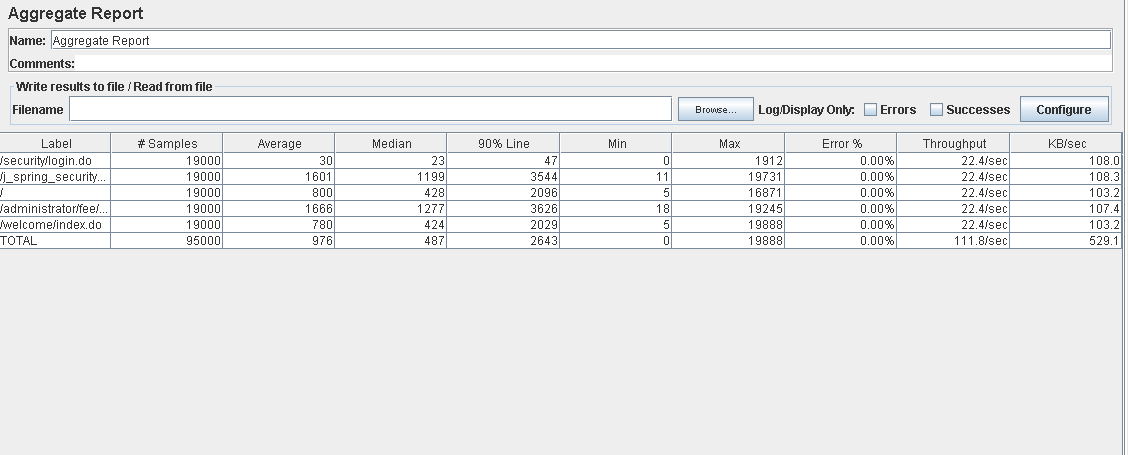 Aggregate Report
Name: Aggregate Report
Comments:
Write results to file / Read from file
Filename Browse... Log/Display Only: Errors Successes Configure
Label # Samples Average Median 90% Line Min Max Error % Throughput KB/sec
/security/login.do 19000 30 23 47 0 1912 0.00% 22.4/sec 108.0
/j_spring_security... 19000 1601 1199 3544 11 19731 0.00% 22.4/sec 108.3
/ 19000 800 428 2096 5 16871 0.00% 22.4/sec 103.2
/administrator/fee/... 19000 1666 1277 3626 18 19245 0.00% 22.4/sec 107.4
/welcome/index.do 19000 780 424 2029 5 19888 0.00% 22.4/sec 103.2
TOTAL 95000 976 487 2643 0 19888 0.00% 111.8/sec 529.1